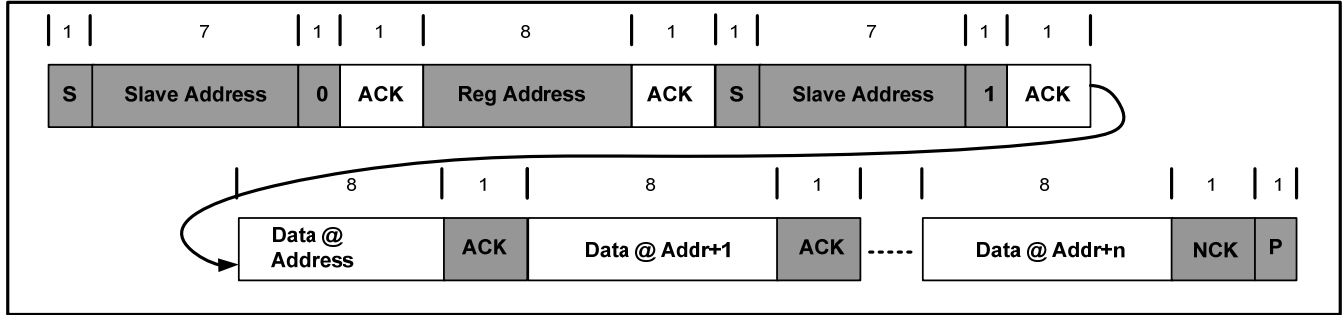 1 7 1 1 8 1 1 7 1 1
S Slave Address 0 ACK Reg Address ACK S Slave Address 1 ACK
8 1 8 1 8 1 1
Data @
Address
ACK Data @ Addr+1 ACK ----- Data @ Addr+n NCK P